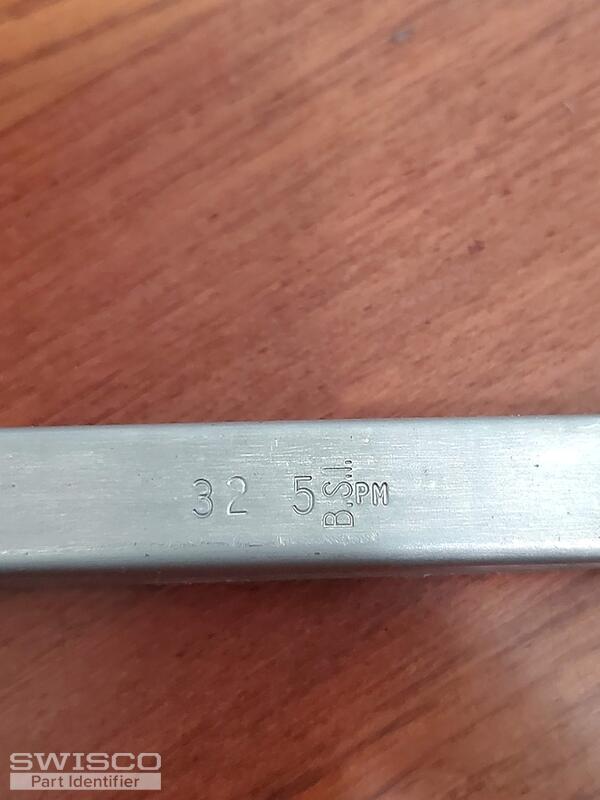 32 5 B.S.I. PM
SWISCO
Part Identifier